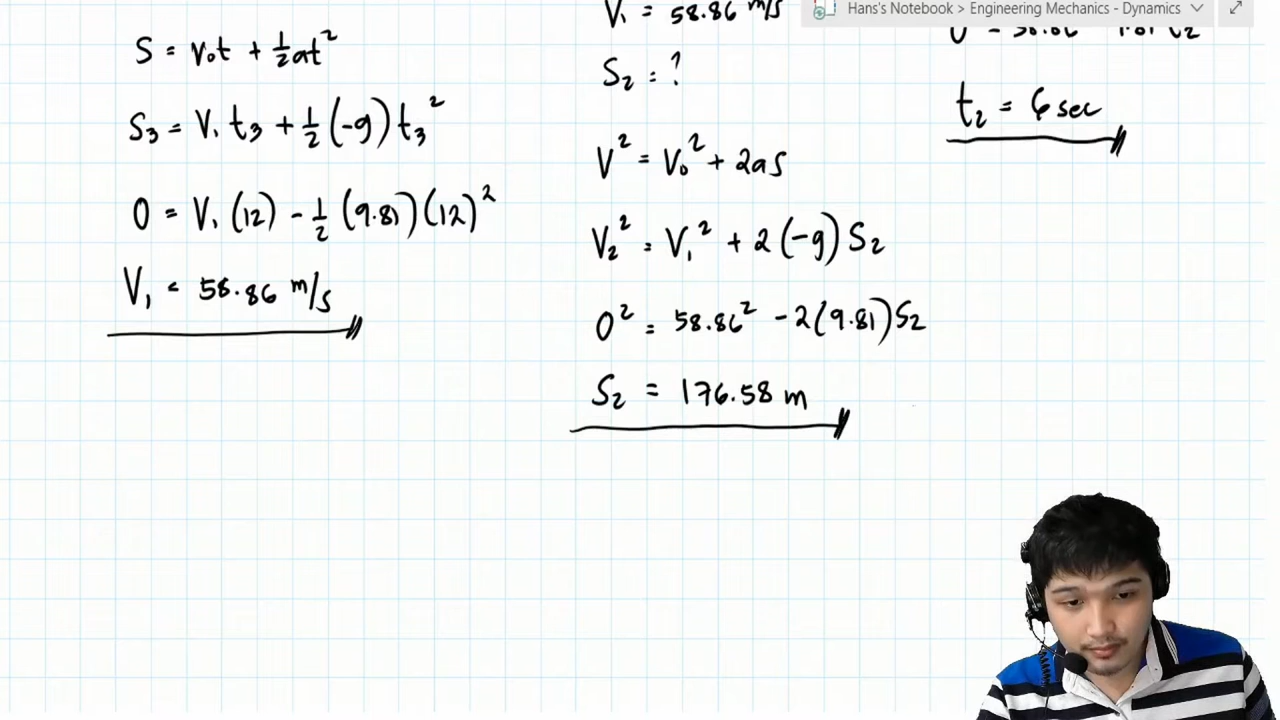 Hans's Notebook > Engineering Mechanics - Dynamics
S = v₀t + ½at²
S₃ = V₁ t₃ + ½ (-g) t₃²
0 = V₁ (12) - ½ (9.81) (12)²
V₁ = 58.86 m/s
V₁ = 58.86 m/s
S₂ = ?
V² = V₀² + 2aS
V₂² = V₁² + 2 (-g) S₂
0² = 58.86² - 2(9.81)S₂
S₂ = 176.58 m
t₂ = 6 sec